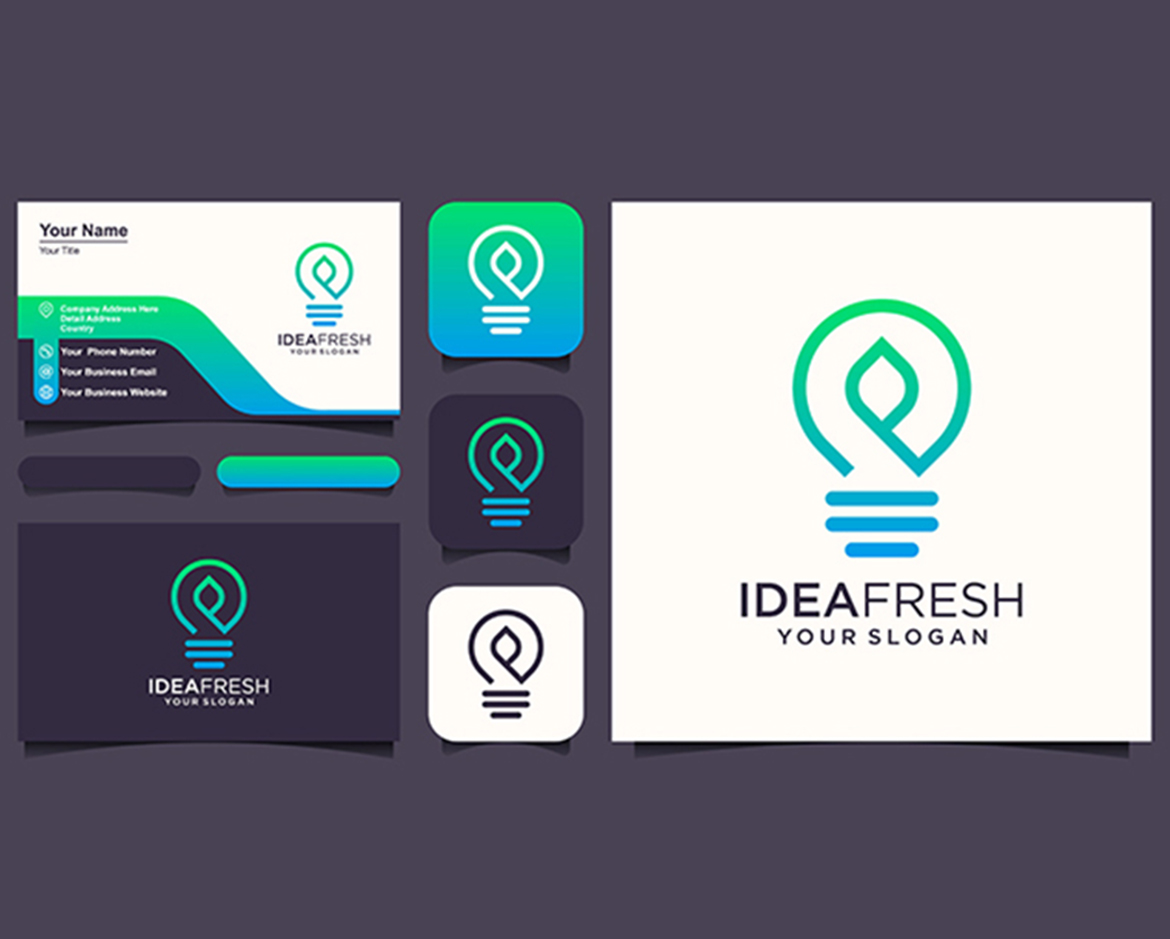 Your Name
Your Title
Company Address Here
Detail Address
Country
Your Phone Number
Your Business Email
Your Business Website
IDEAFRESH
YOUR SLOGAN
IDEAFRESH
YOUR SLOGAN
IDEAFRESH
YOUR SLOGAN